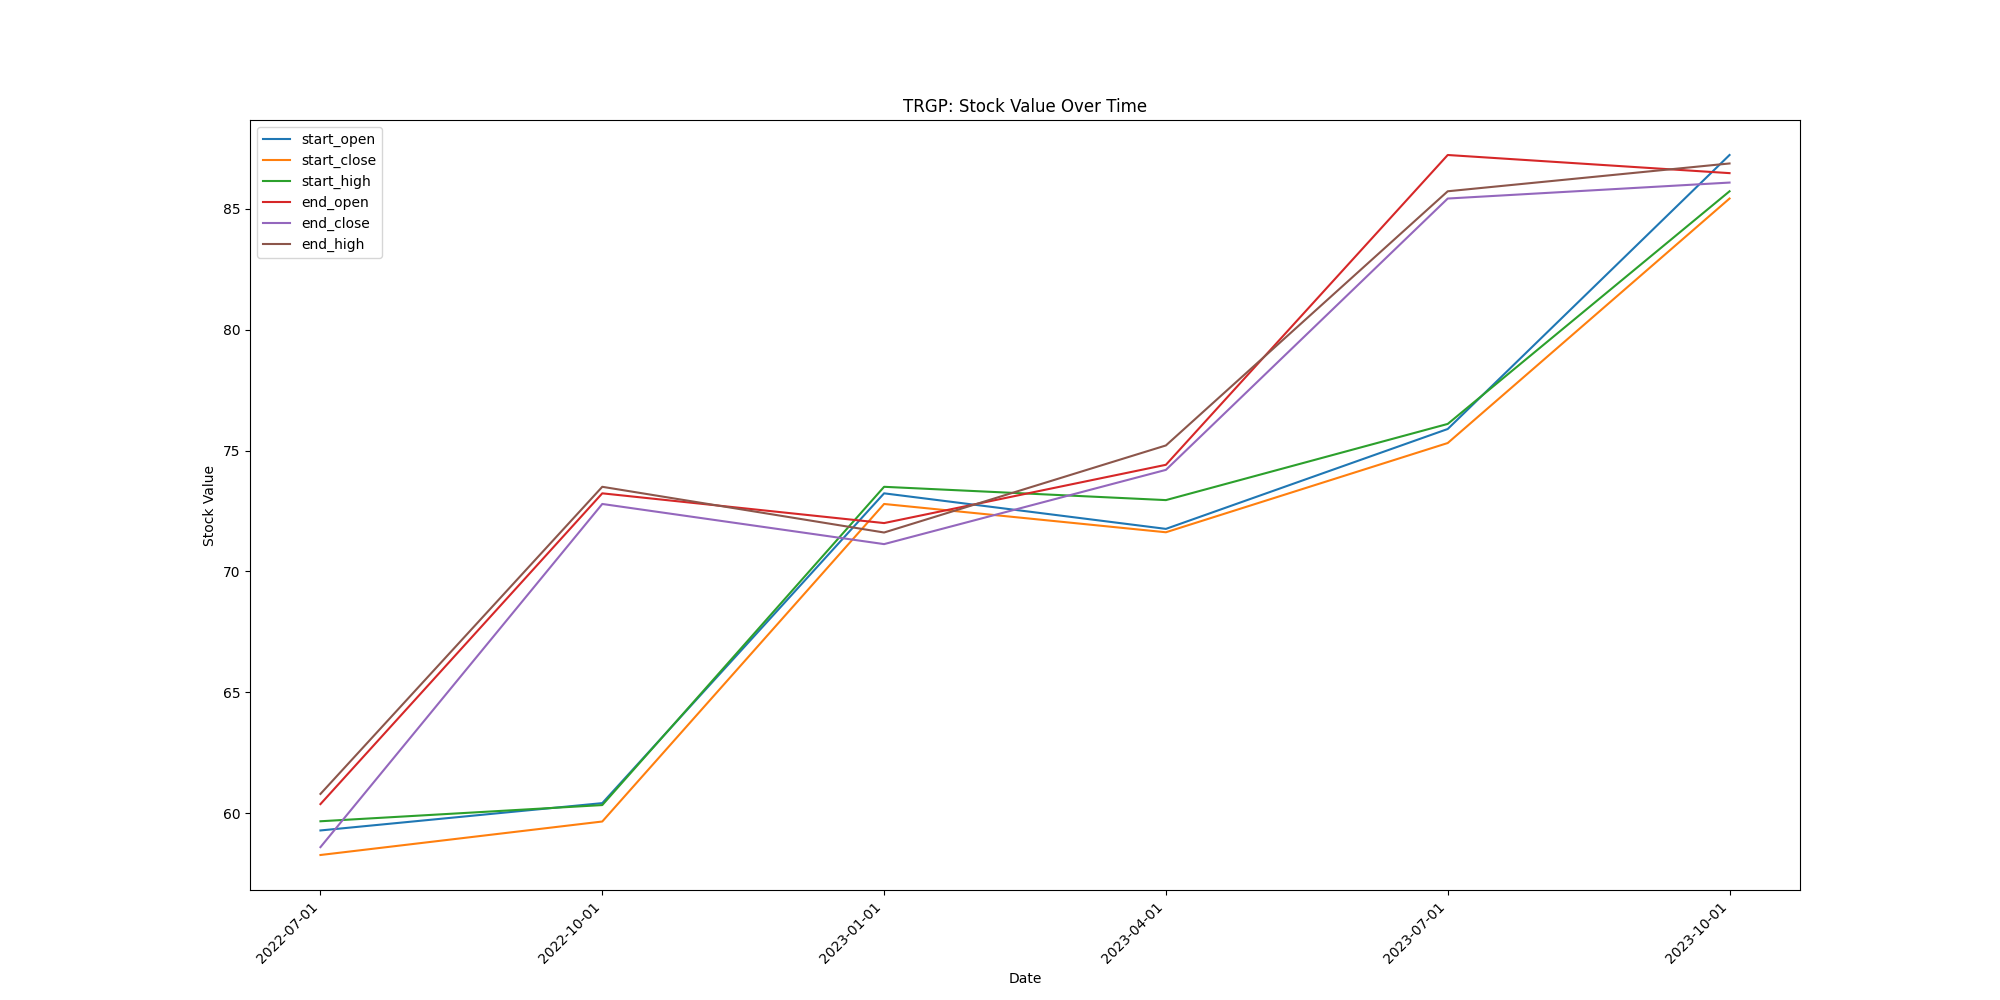 TRGP: Stock Value Over Time
start_open
start_close
start_high
end_open
end_close
end_high
85
80
75
70
65
60
Stock Value
2022-07-01
2022-10-01
2023-01-01
2023-04-01
2023-07-01
2023-10-01
Date